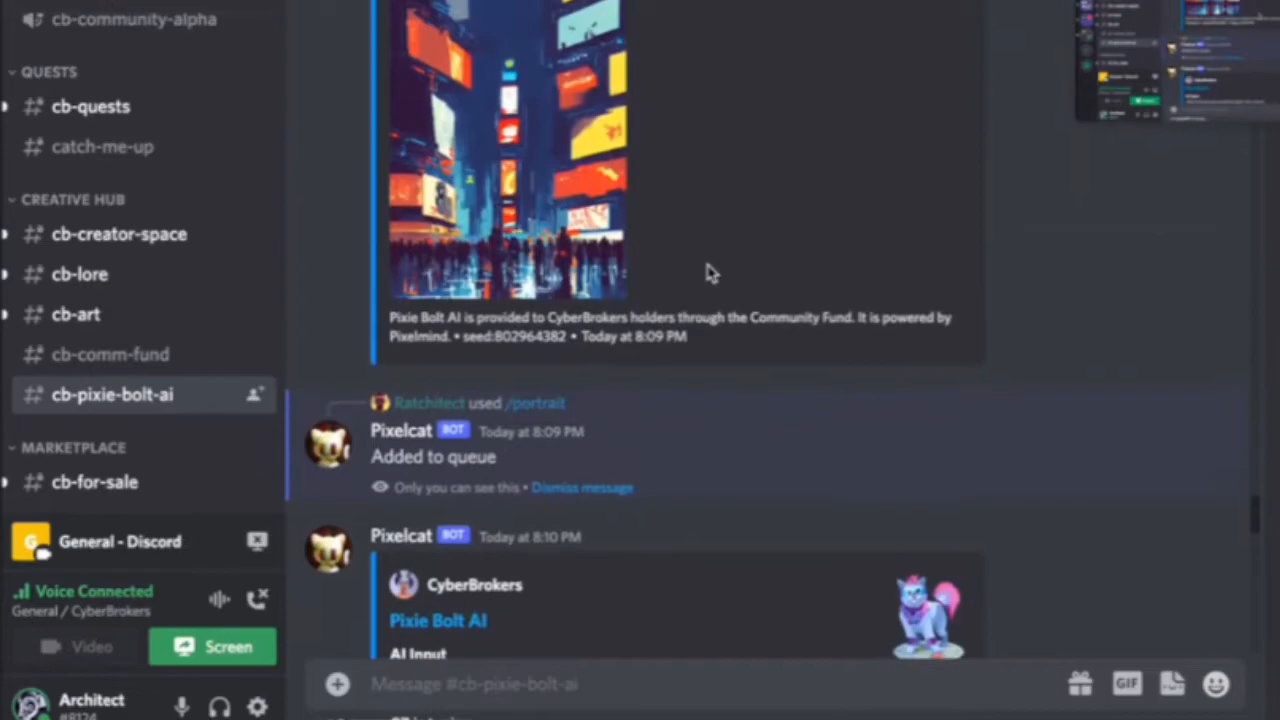 cb-community-alpha
QUESTS
cb-quests
catch-me-up
CREATIVE HUB
cb-creator-space
cb-lore
cb-art
cb-comm-fund
cb-pixie-bolt-ai
MARKETPLACE
cb-for-sale
General - Discord
Voice Connected
General / CyberBrokers
Video
Screen
Architect
#8124
Pixie Bolt AI is provided to CyberBrokers holders through the Community Fund. It is powered by
Pixelmind. • seed:802964382 • Today at 8:09 PM
Ratchitect used /portrait
Pixelcat BOT Today at 8:09 PM
Added to queue
Only you can see this • Dismiss message
Pixelcat BOT Today at 8:10 PM
CyberBrokers
Pixie Bolt AI
AI Input
Message #cb-pixie-bolt-ai
GIF